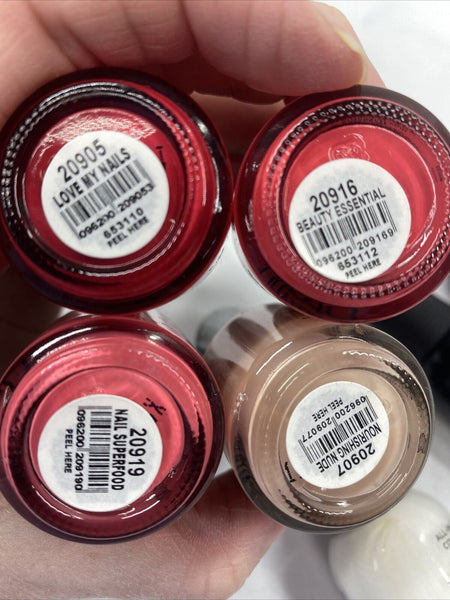 20905
LOVE MY NAILS
096200 209053
653110
PEEL HERE
20916
BEAUTY ESSENTIAL
096200 209169
653112
PEEL HERE
20919
NAIL SUPERFOOD
096200 209190
PEEL HERE
20907
NOURISHING NUDE
096200 209077
PEEL HERE
ALL-I